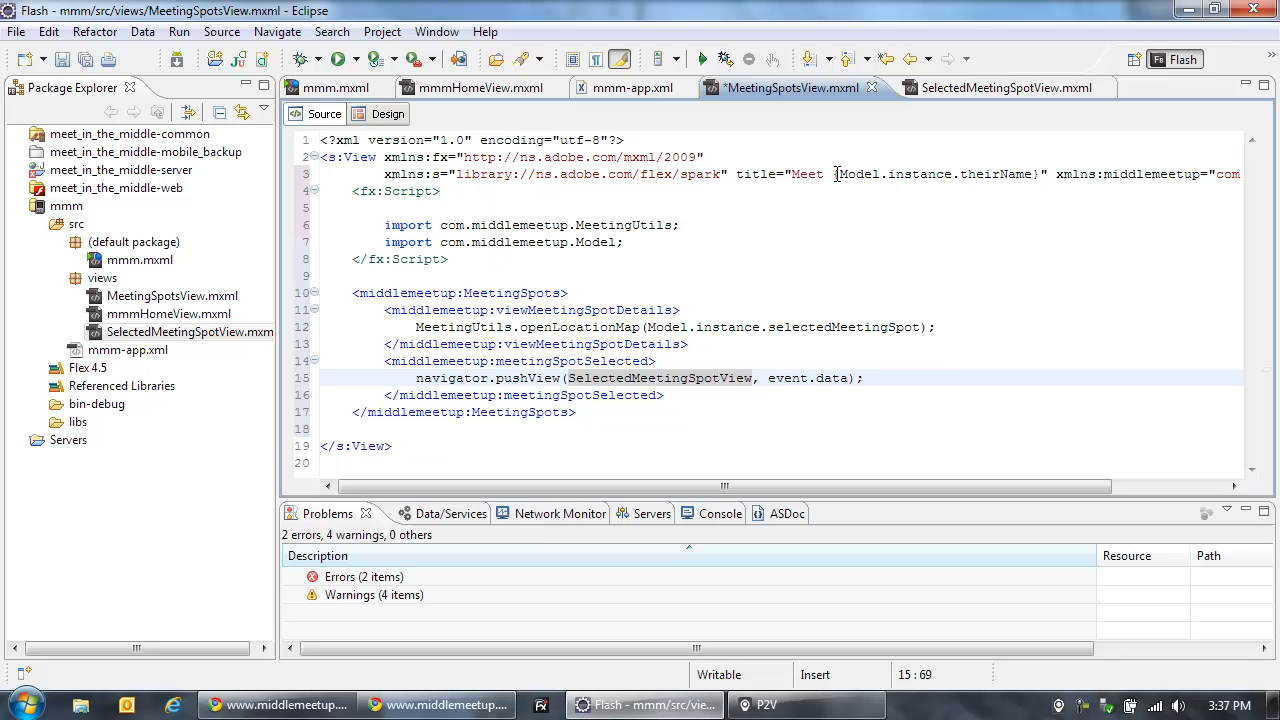 Flash - mmm/src/views/MeetingSpotsView.mxml - Eclipse
File Edit Refactor Data Run Source Navigate Search Project Window Help
Fb Flash
Package Explorer
mmm.mxml mmmHomeView.mxml mmm-app.xml *MeetingSpotsView.mxml SelectedMeetingSpotView.mxml
Source Design
meet_in_the_middle-common
meet_in_the_middle-mobile_backup
meet_in_the_middle-server
meet_in_the_middle-web
mmm
src
(default package)
mmm.mxml
views
MeetingSpotsView.mxml
mmmHomeView.mxml
SelectedMeetingSpotView.mxm
mmm-app.xml
Flex 4.5
Referenced Libraries
bin-debug
libs
Servers
1 <?xml version="1.0" encoding="utf-8"?>
2 <s:View xmlns:fx="http://ns.adobe.com/mxml/2009"
3 xmlns:s="library://ns.adobe.com/flex/spark" title="Meet {Model.instance.theirName}" xmlns:middlemeetup="com
4 <fx:Script>
5
6 import com.middlemeetup.MeetingUtils;
7 import com.middlemeetup.Model;
8 </fx:Script>
9
10 <middlemeetup:MeetingSpots>
11 <middlemeetup:viewMeetingSpotDetails>
12 MeetingUtils.openLocationMap(Model.instance.selectedMeetingSpot);
13 </middlemeetup:viewMeetingSpotDetails>
14 <middlemeetup:meetingSpotSelected>
15 navigator.pushView(SelectedMeetingSpotView, event.data);
16 </middlemeetup:meetingSpotSelected>
17 </middlemeetup:MeetingSpots>
18
19 </s:View>
20
Problems Data/Services Network Monitor Servers Console ASDoc
2 errors, 4 warnings, 0 others
Description Resource Path
Errors (2 items)
Warnings (4 items)
Writable Insert 15 : 69
www.middlemeetup.... www.middlemeetup.... Flash - mmm/src/vie... P2V 3:37 PM